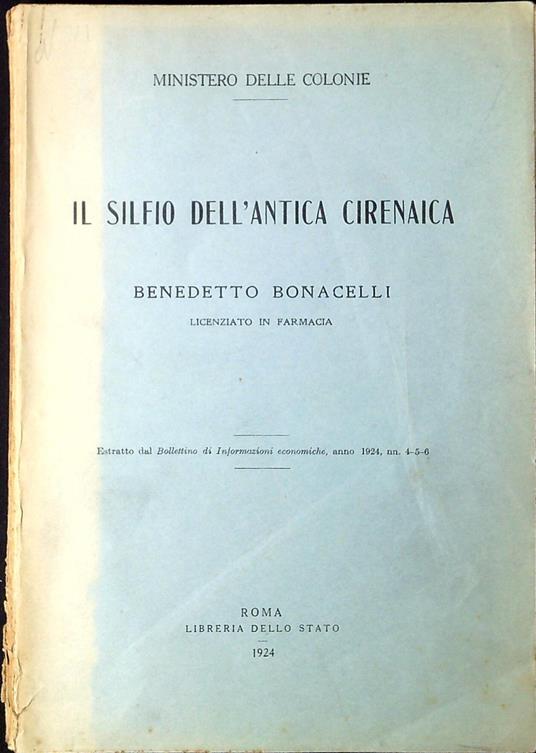 MINISTERO DELLE COLONIE
IL SILFIO DELL'ANTICA CIRENAICA
BENEDETTO BONACELLI
LICENZIATO IN FARMACIA
Estratto dal Bollettino di Informazioni economiche, anno 1924, nn. 4-5-6
ROMA
LIBRERIA DELLO STATO
1924